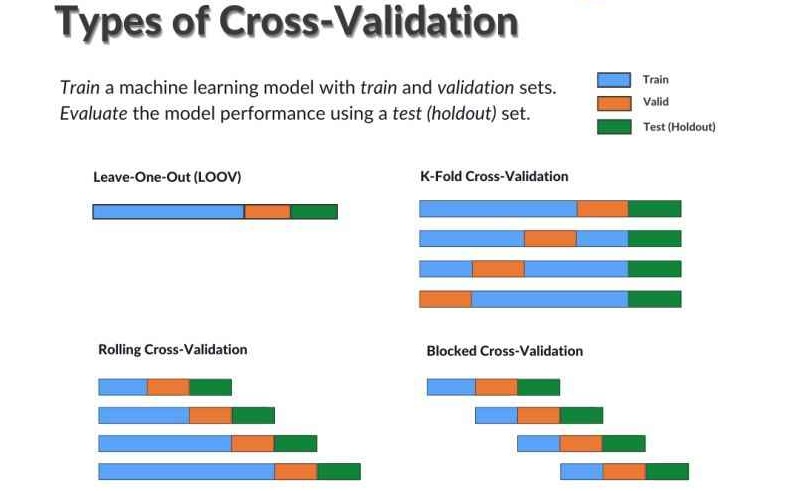 Types of Cross-Validation
Train a machine learning model with train and validation sets.
Evaluate the model performance using a test (holdout) set.
Train
Valid
Test (Holdout)
Leave-One-Out (LOOV)
K-Fold Cross-Validation
Rolling Cross-Validation
Blocked Cross-Validation